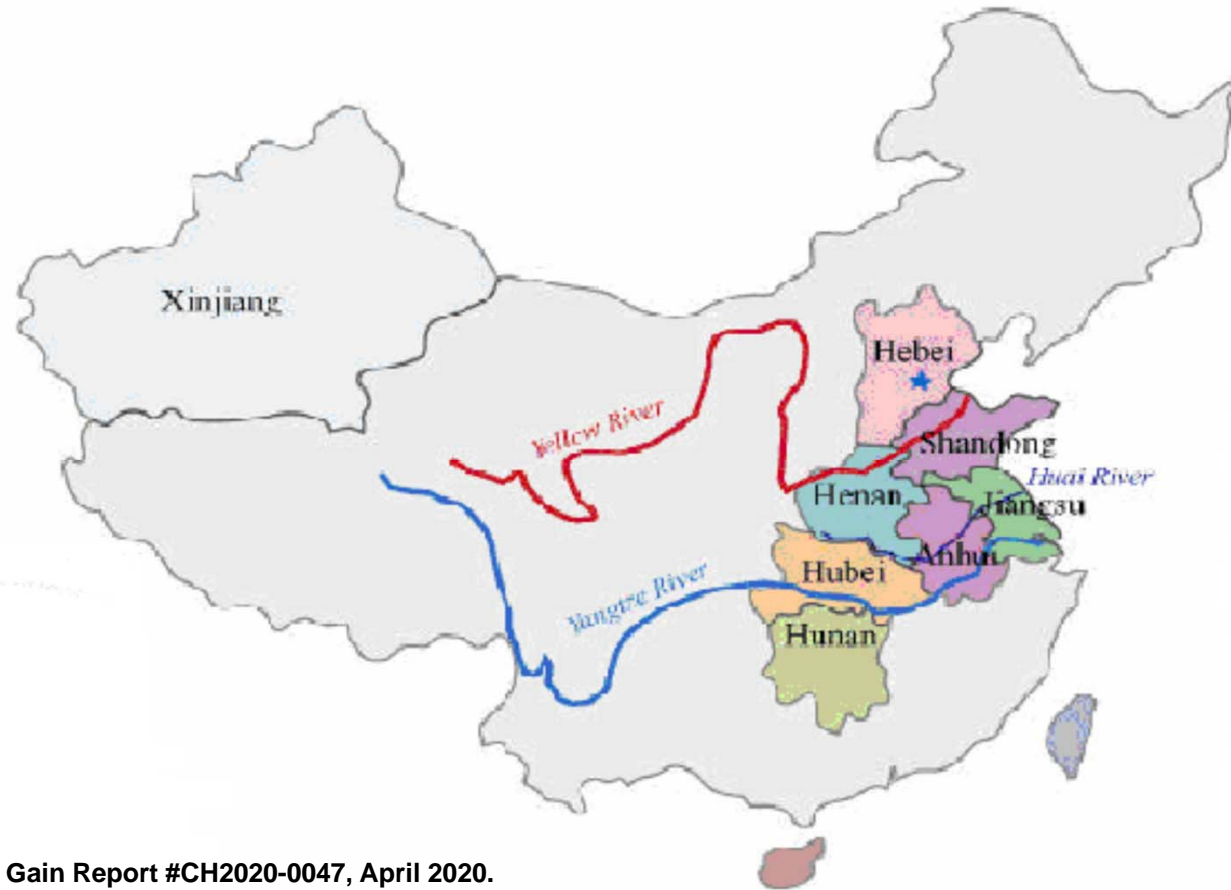 Xinjiang
Hebei
Yellow River
Shandong
Huai River
Henan
Jiangsu
Anhui
Hubei
Yangtze River
Hunan
Gain Report #CH2020-0047, April 2020.